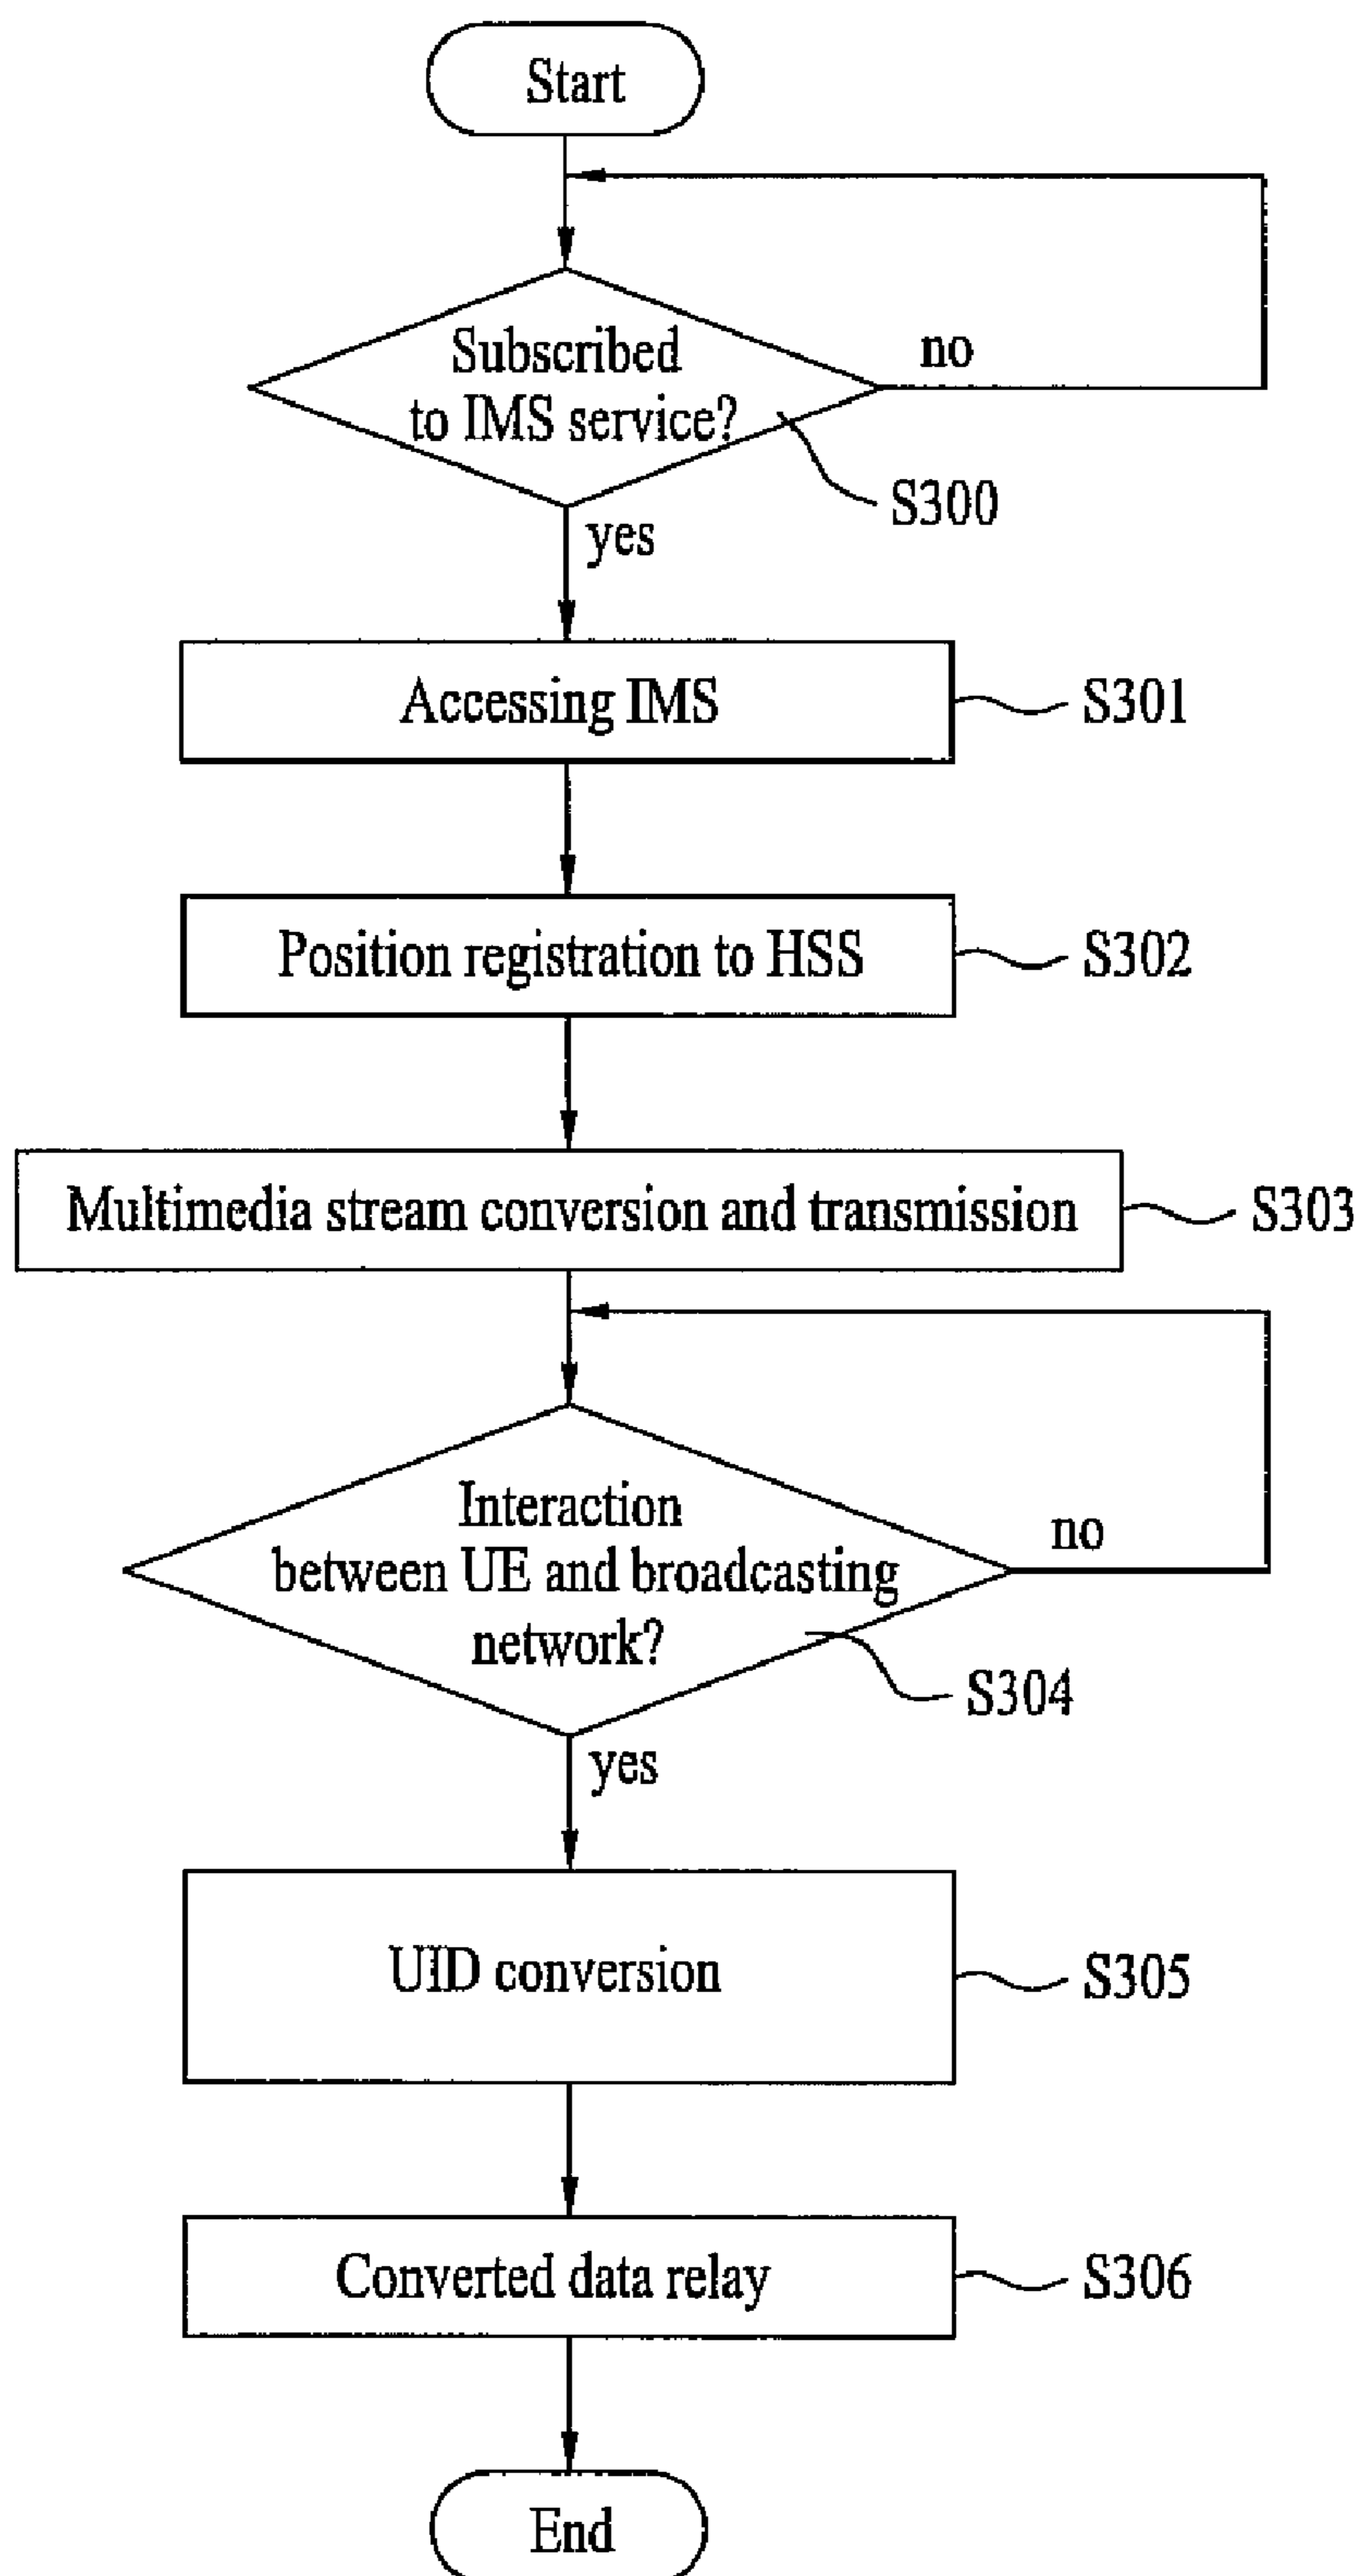 Start
Subscribed
to IMS service?
no
S300
yes
Accessing IMS
S301
Position registration to HSS
S302
Multimedia stream conversion and transmission
S303
Interaction
between UE and broadcasting
network?
no
S304
yes
UID conversion
S305
Converted data relay
S306
End